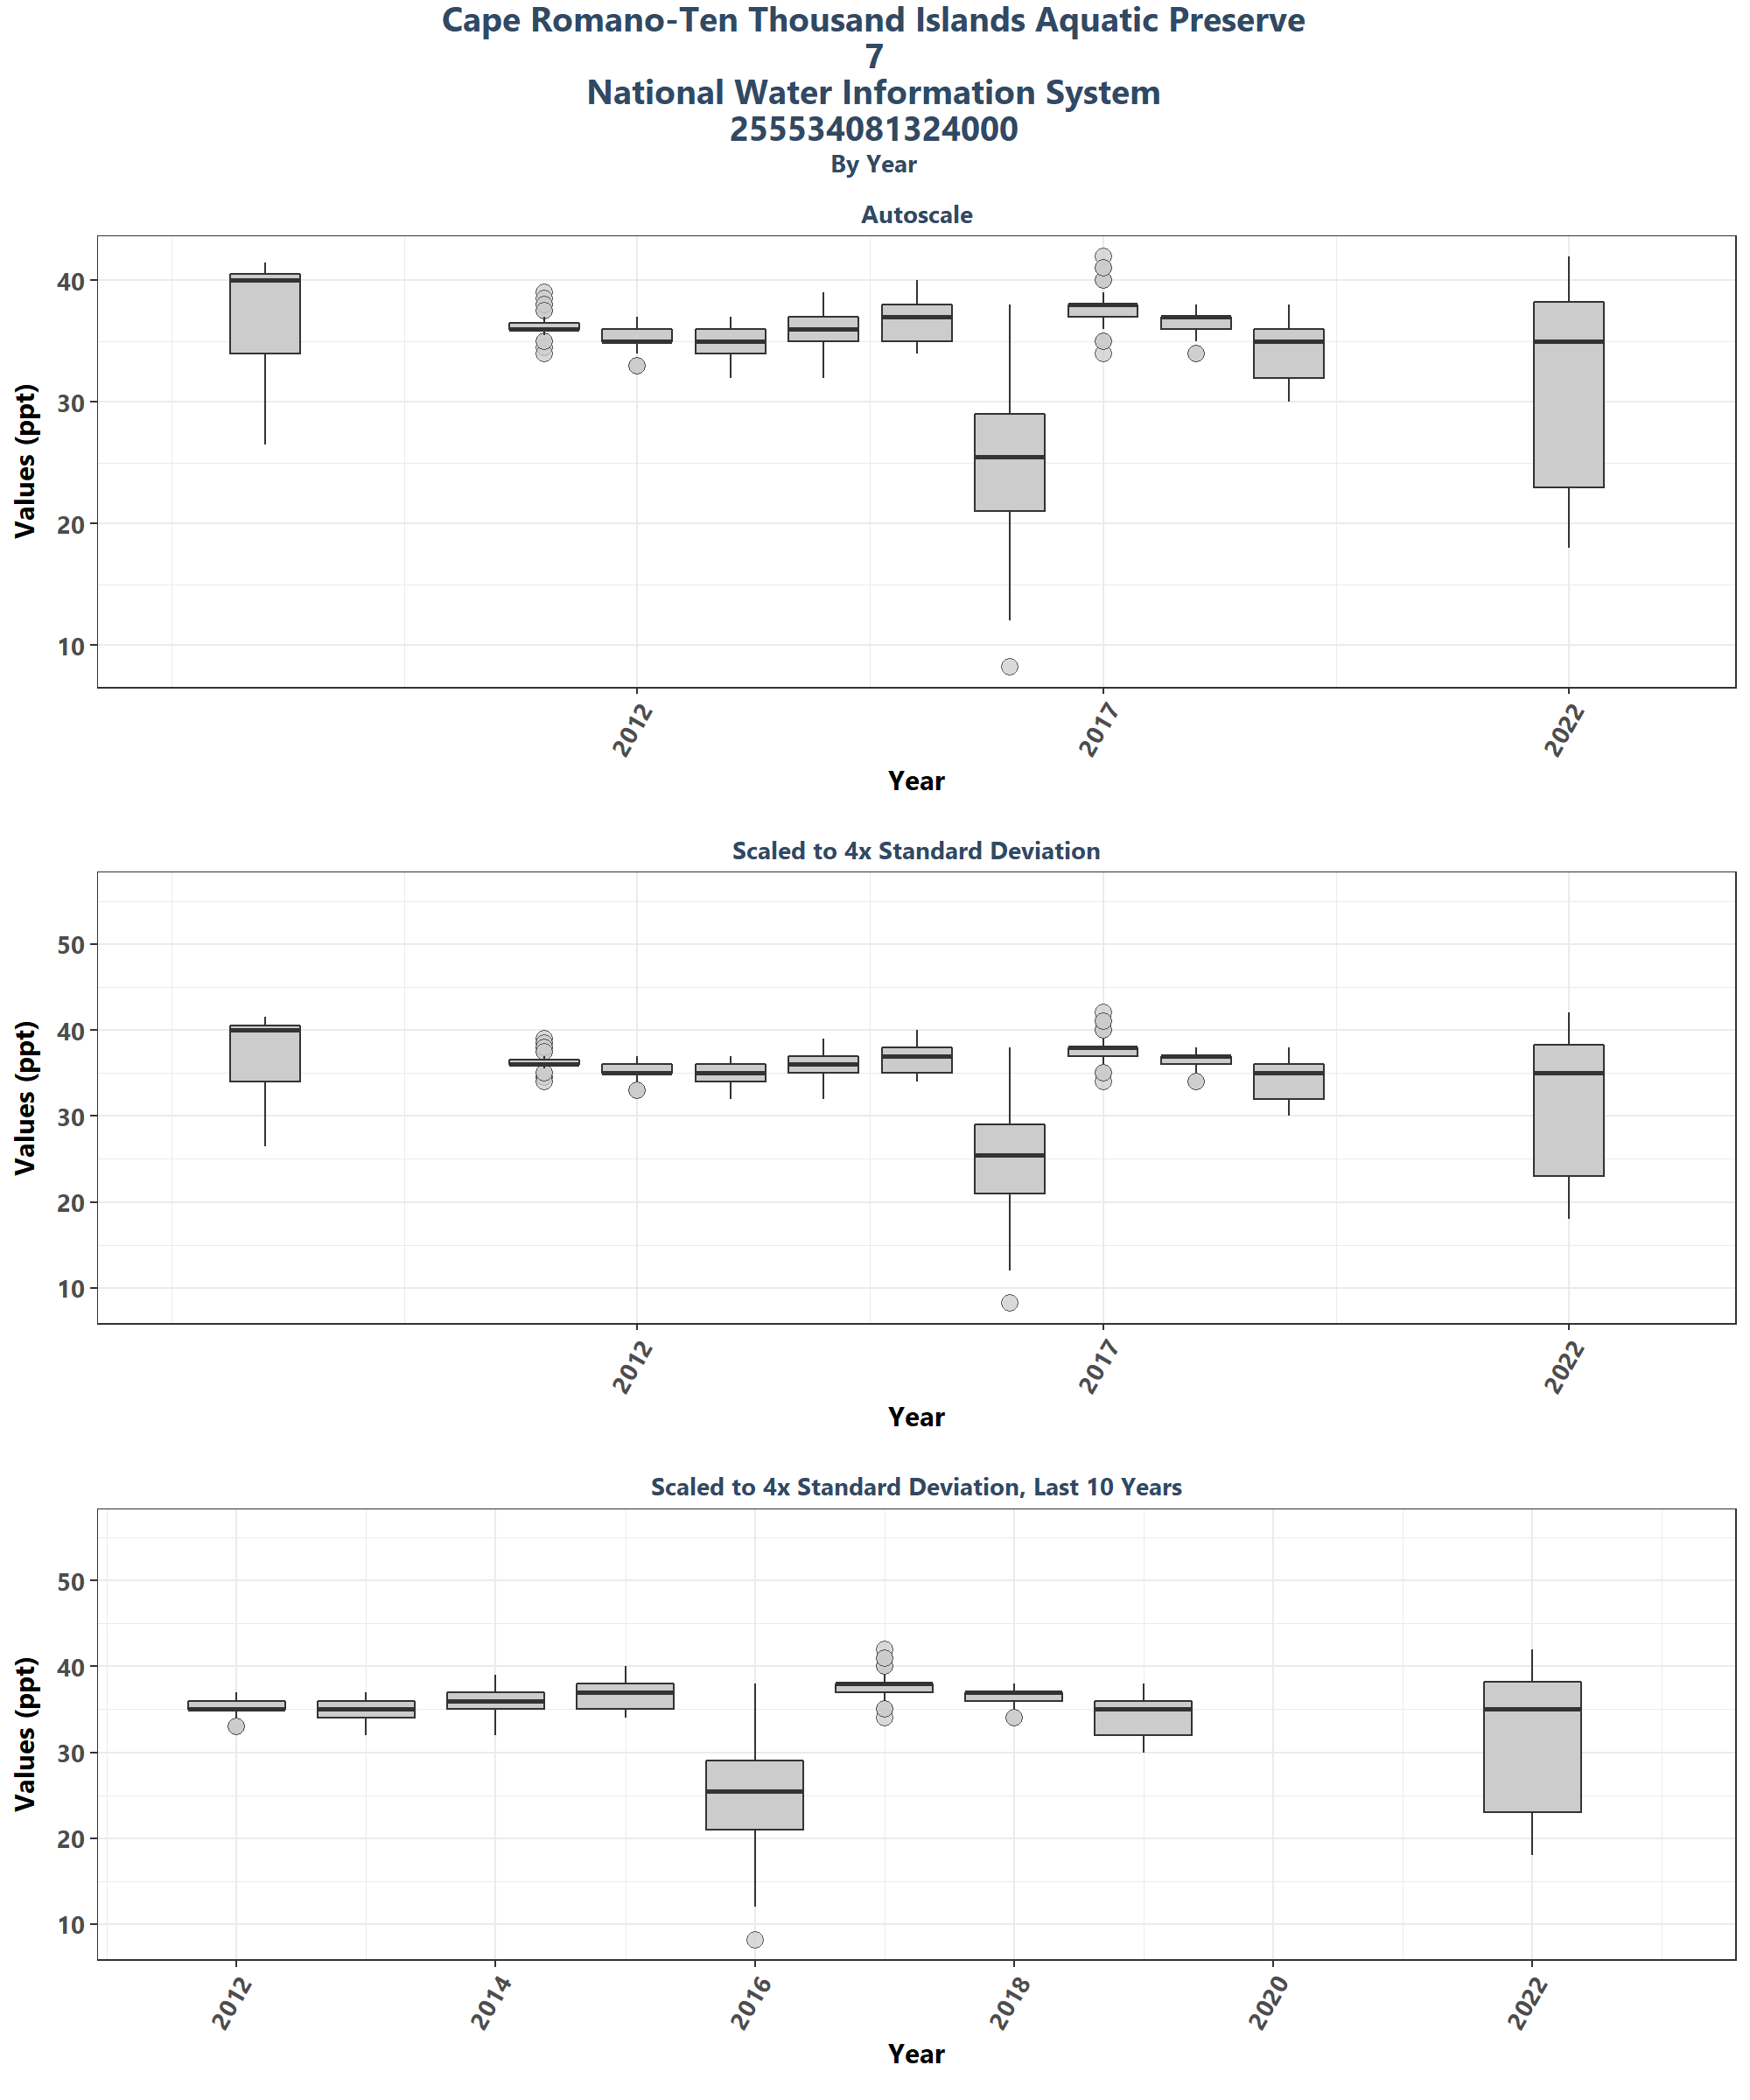 Cape Romano-Ten Thousand Islands Aquatic Preserve
7
National Water Information System
255534081324000
By Year
Autoscale
40
30
20
10
Values (ppt)
2012
2017
2022
Year
Scaled to 4x Standard Deviation
50
40
30
20
10
Values (ppt)
2012
2017
2022
Year
Scaled to 4x Standard Deviation, Last 10 Years
50
40
30
20
10
Values (ppt)
2012
2014
2016
2018
2020
2022
Year